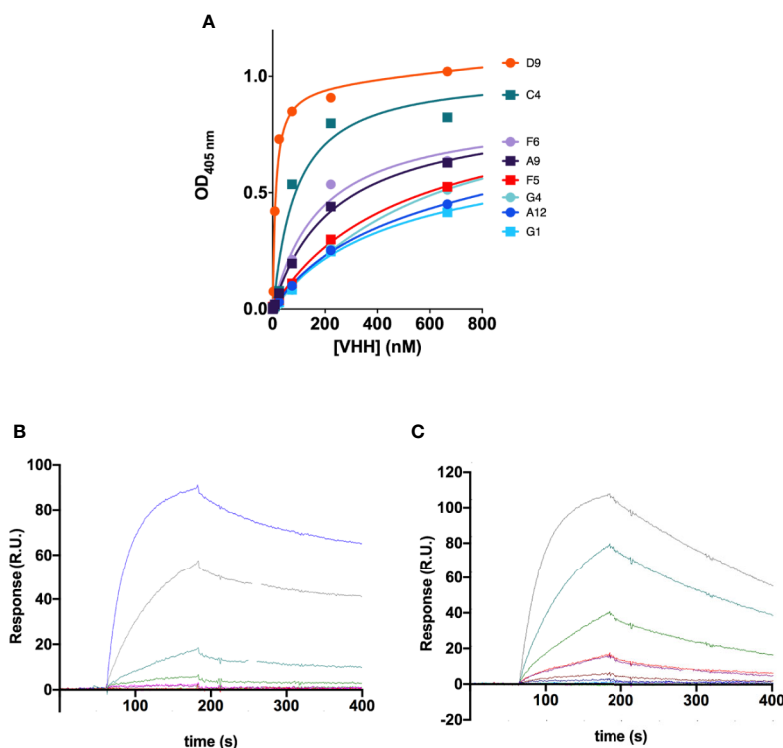 A
OD405 nm
1.0
0.5
0.0
0
200
400
600
800
[VHH] (nM)
D9
C4
F6
A9
F5
G4
A12
G1
B
Response (R.U.)
100
80
60
40
20
0
100
200
300
400
time (s)
C
Response (R.U.)
120
100
80
60
40
20
0
-20
100
200
300
400
time (s)